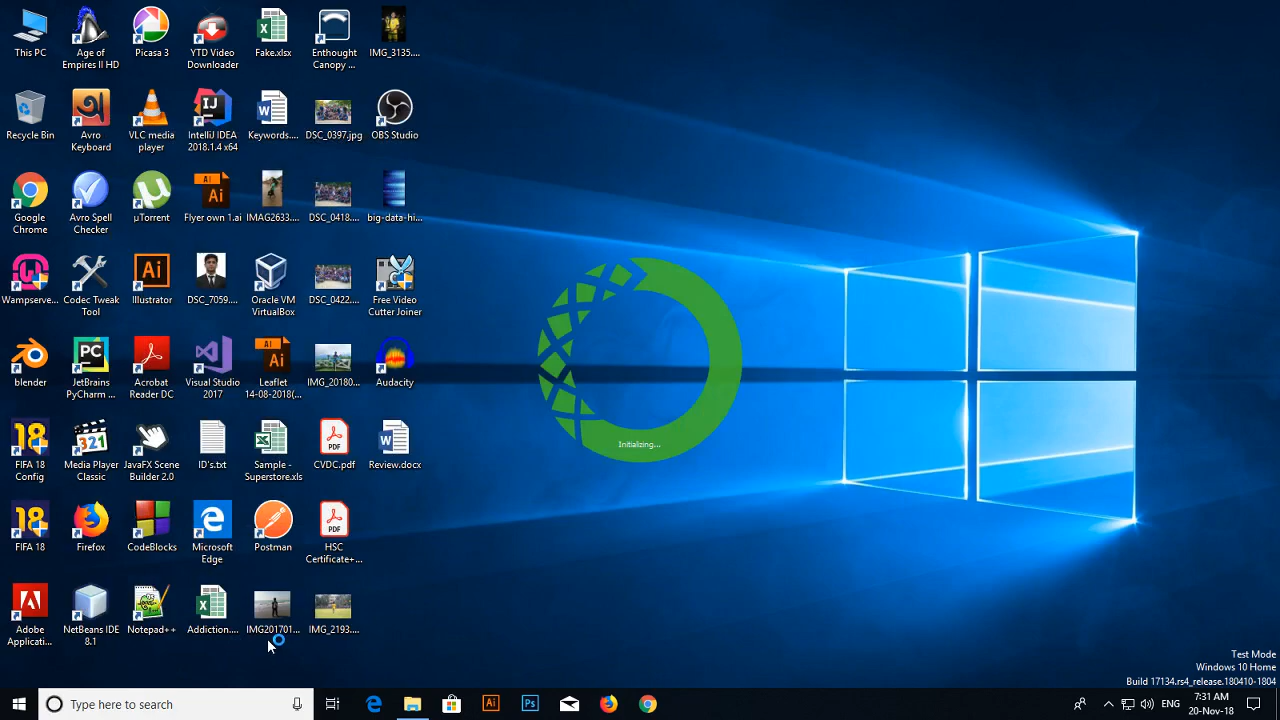 This PC
Age of
Empires II HD
Picasa 3
YTD Video
Downloader
Fake.xlsx
Enthought
Canopy ...
IMG_3135....
Recycle Bin
Avro
Keyboard
VLC media
player
IntelliJ IDEA
2018.1.4 x64
Keywords....
DSC_0397.jpg
OBS Studio
Google
Chrome
Avro Spell
Checker
µTorrent
Flyer own 1.ai
IMAG2633....
DSC_0418....
big-data-hi...
Wampserve...
Codec Tweak
Tool
Illustrator
DSC_7059....
Oracle VM
VirtualBox
DSC_0422....
Free Video
Cutter Joiner
blender
JetBrains
PyCharm ...
Acrobat
Reader DC
Visual Studio
2017
Leaflet
14-08-2018(...
IMG_20180...
Audacity
FIFA 18
Config
Media Player
Classic
JavaFX Scene
Builder 2.0
ID's.txt
Sample -
Superstore.xls
CVDC.pdf
Review.docx
FIFA 18
Firefox
CodeBlocks
Microsoft
Edge
Postman
HSC
Certificate+...
Adobe
Applicati...
NetBeans IDE
8.1
Notepad++
Addiction....
IMG201701...
IMG_2193....
Initializing...
Test Mode
Windows 10 Home
Build 17134.rs4_release.180410-1804
Type here to search
ENG
7:31 AM
20-Nov-18